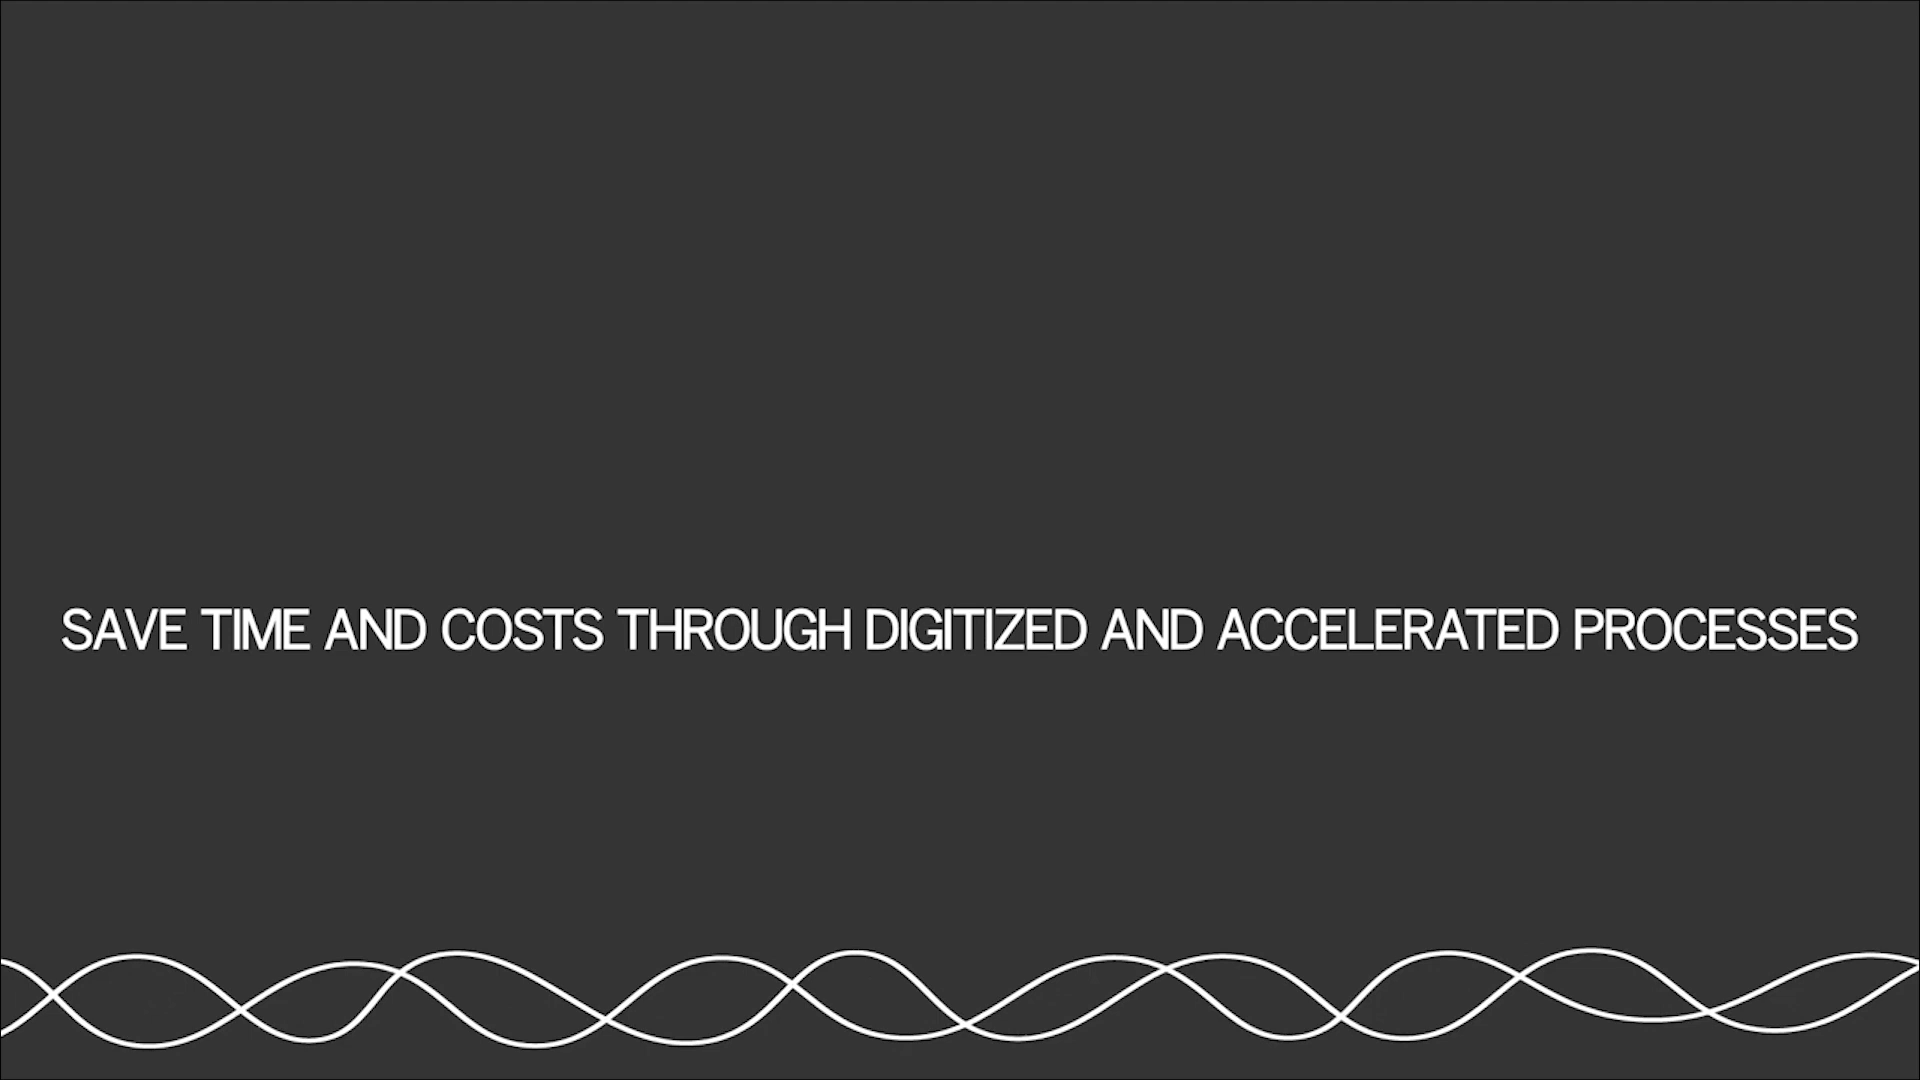 SAVE TIME AND COSTS THROUGH DIGITIZED AND ACCELERATED PROCESSES